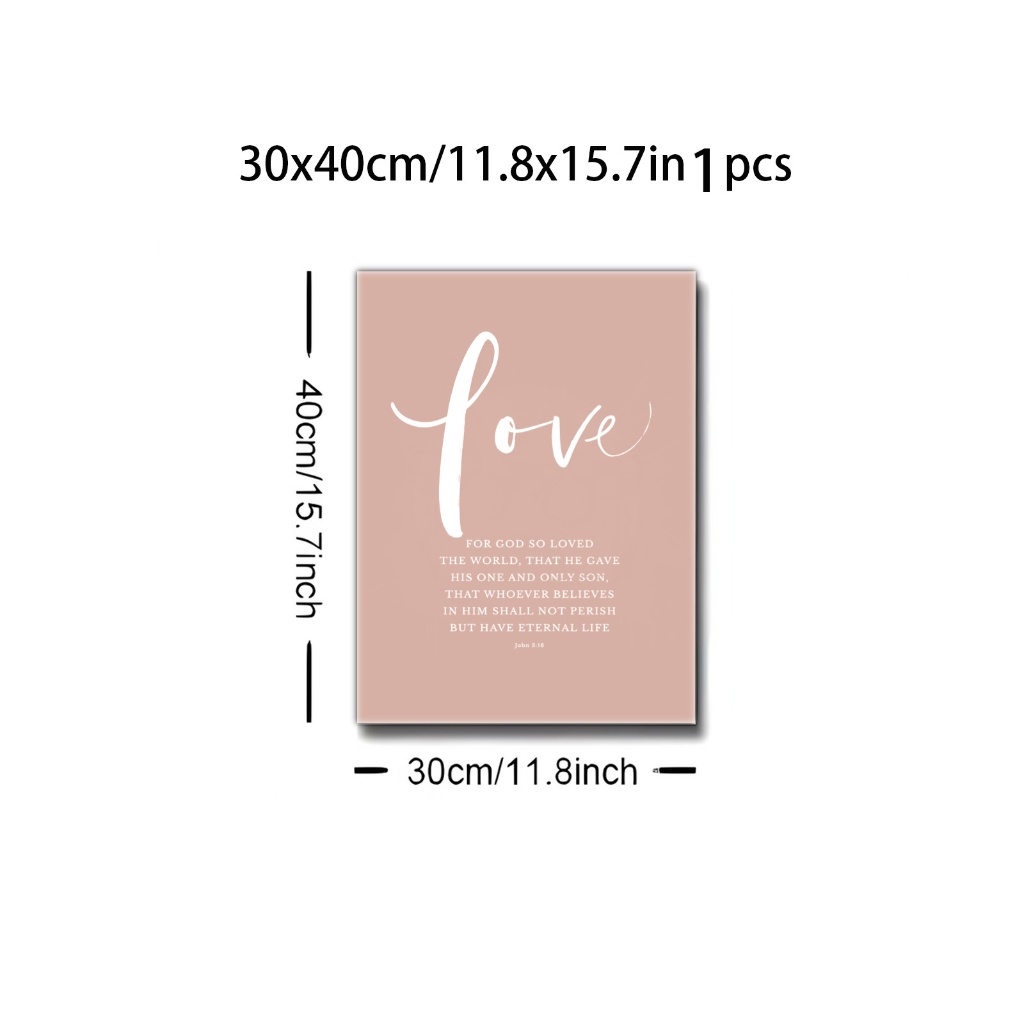 30x40cm/11.8x15.7in 1 pcs
40cm/15.7inch
love
FOR GOD SO LOVED
THE WORLD, THAT HE GAVE
HIS ONE AND ONLY SON,
THAT WHOEVER BELIEVES
IN HIM SHALL NOT PERISH
BUT HAVE ETERNAL LIFE
John 3:16
30cm/11.8inch